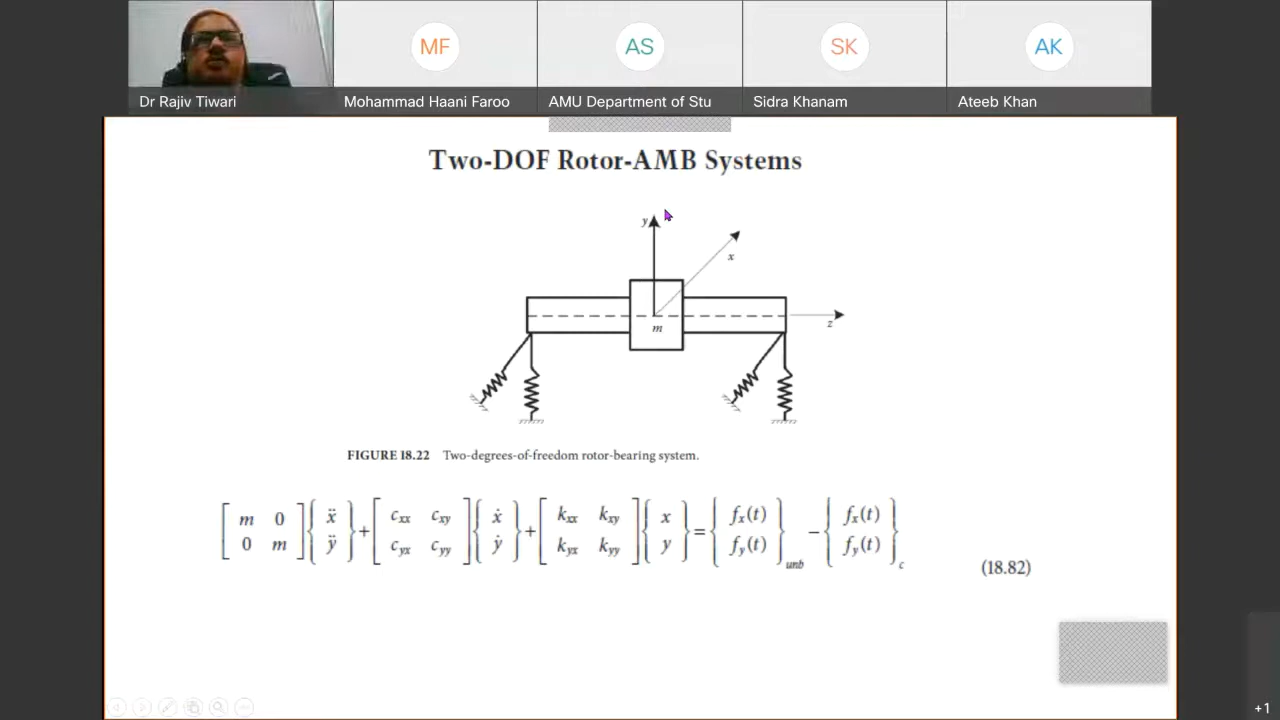 MF AS SK AK
Dr Rajiv Tiwari Mohammad Haani Faroo AMU Department of Stu Sidra Khanam Ateeb Khan
Two-DOF Rotor-AMB Systems
y
x
m
z
FIGURE 18.22 Two-degrees-of-freedom rotor-bearing system.
[m 0; 0 m]{ẍ; ÿ} + [c_xx c_xy; c_yx c_yy]{ẋ; ẏ} + [k_xx k_xy; k_yx k_yy]{x; y} = {f_x(t); f_y(t)}_unb − {f_x(t); f_y(t)}_c
(18.82)
+1